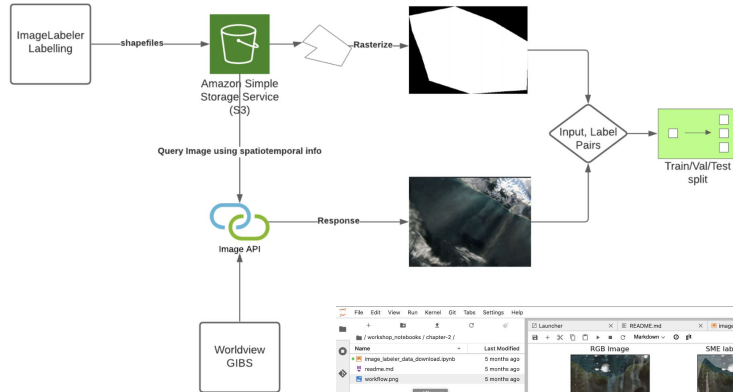 ImageLabeler
Labelling
shapefiles
Amazon Simple
Storage Service
(S3)
Rasterize
Input, Label
Pairs
Train/Val/Test
split
Query Image using spatiotemporal info
Image API
Response
Worldview
GIBS
File Edit View Run Kernel Git Tabs Settings Help
/ workshop_notebooks / chapter-2 /
Name Last Modified
image_labeler_data_download.ipynb 5 months ago
readme.md 5 months ago
workflow.png 5 months ago
Launcher README.md
Markdown
RGB Image